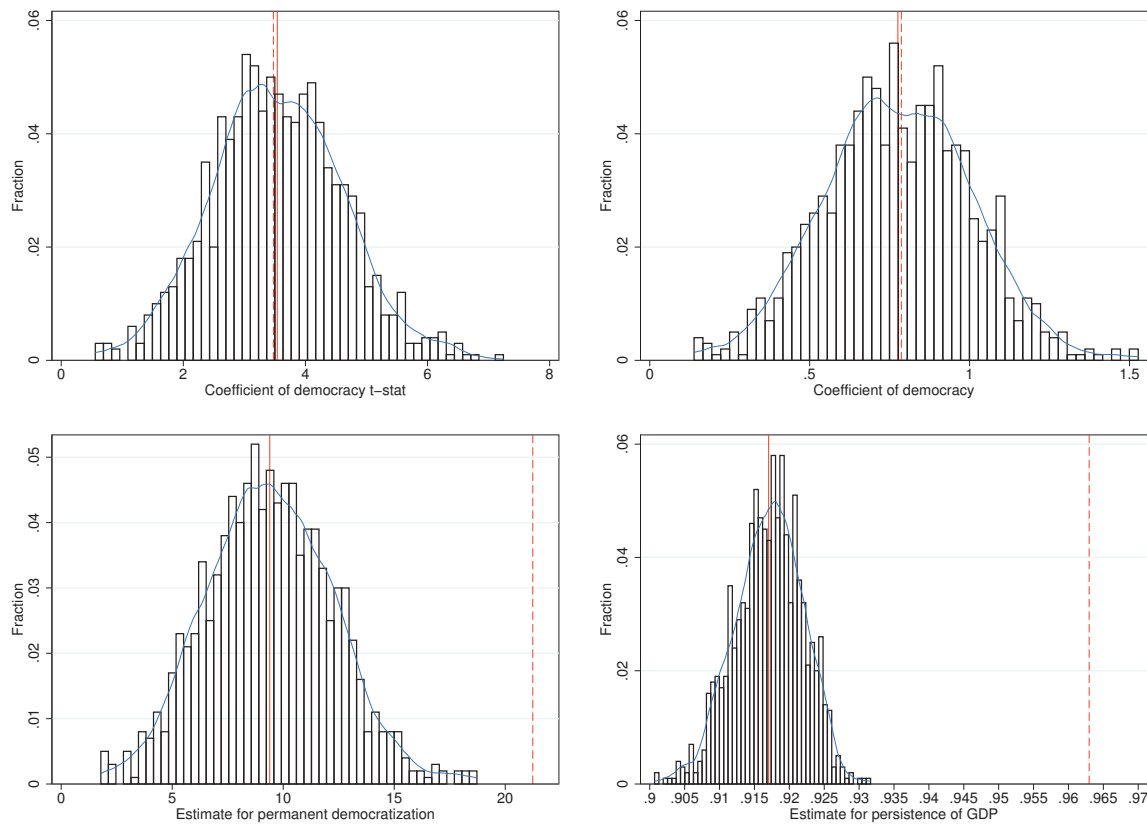 .06
.04
.02
0
Fraction
0 2 4 6 8
Coefficient of democracy t−stat
.06
.04
.02
0
Fraction
0 .5 1 1.5
Coefficient of democracy
.05
.04
.03
.02
.01
0
Fraction
0 5 10 15 20
Estimate for permanent democratization
.06
.04
.02
0
Fraction
.9 .905 .91 .915 .92 .925 .93 .935 .94 .945 .95 .955 .96 .965 .97
Estimate for persistence of GDP